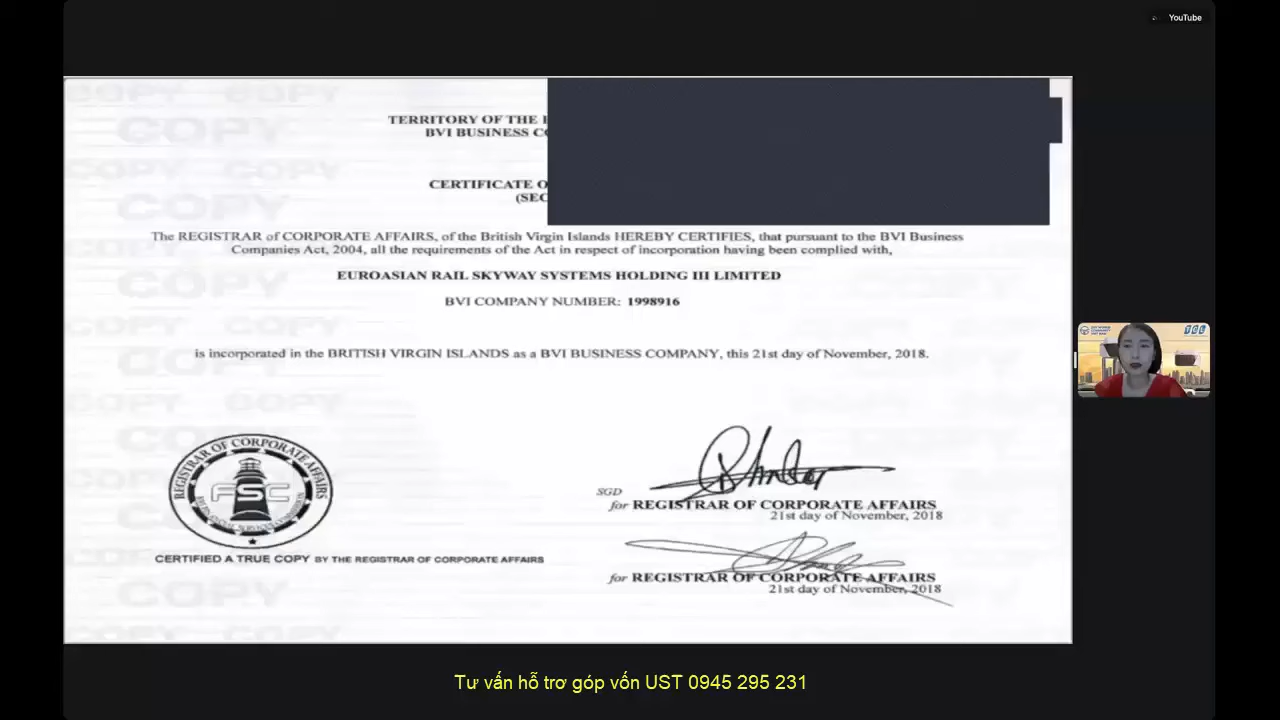 YouTube
TERRITORY OF THE
BVI BUSINESS
CERTIFICATE
(SEC
The REGISTRAR of CORPORATE AFFAIRS, of the British Virgin Islands HEREBY CERTIFIES, that pursuant to the BVI Business
Companies Act, 2004, all the requirements of the Act in respect of incorporation having been complied with,
EUROASIAN RAIL SKYWAY SYSTEMS HOLDING III LIMITED
BVI COMPANY NUMBER: 1998916
is incorporated in the BRITISH VIRGIN ISLANDS as a BVI BUSINESS COMPANY, this 21st day of November, 2018.
REGISTRAR OF CORPORATE AFFAIRS
FSC
CERTIFIED A TRUE COPY BY THE REGISTRAR OF CORPORATE AFFAIRS
SGD
for REGISTRAR OF CORPORATE AFFAIRS
21st day of November, 2018
for REGISTRAR OF CORPORATE AFFAIRS
21st day of November, 2018
Tư vấn hỗ trơ góp vốn UST 0945 295 231